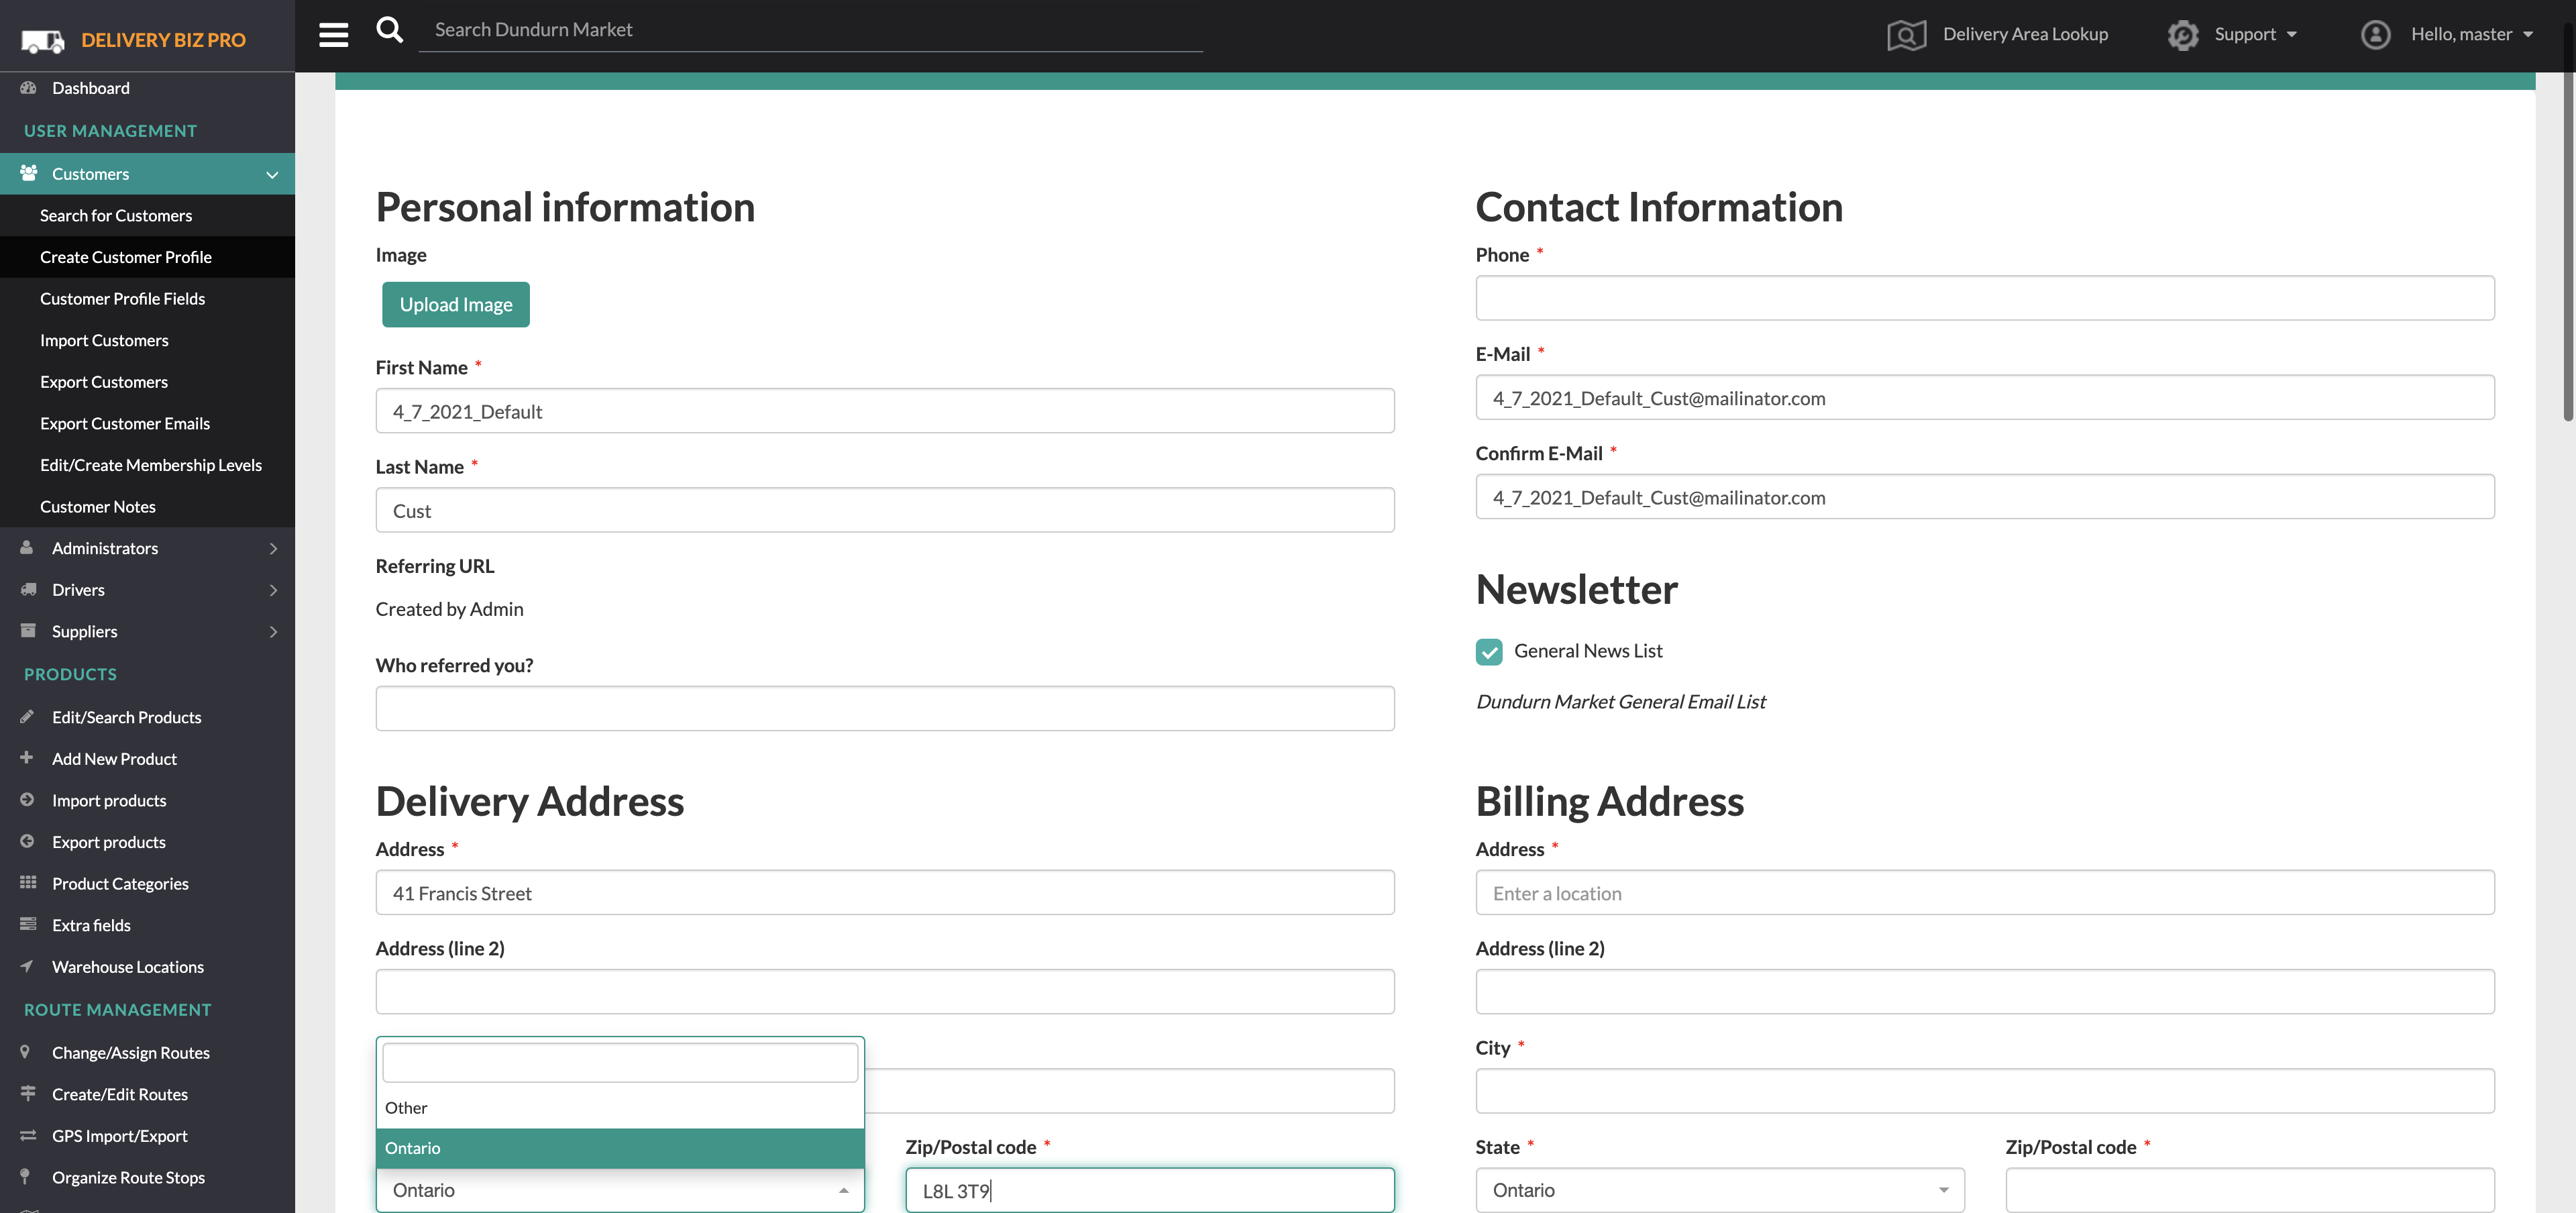 DELIVERY BIZ PRO
Search Dundurn Market
Delivery Area Lookup
Support
Hello, master
Dashboard
USER MANAGEMENT
Customers
Search for Customers
Create Customer Profile
Customer Profile Fields
Import Customers
Export Customers
Export Customer Emails
Edit/Create Membership Levels
Customer Notes
Administrators
Drivers
Suppliers
PRODUCTS
Edit/Search Products
Add New Product
Import products
Export products
Product Categories
Extra fields
Warehouse Locations
ROUTE MANAGEMENT
Change/Assign Routes
Create/Edit Routes
GPS Import/Export
Organize Route Stops
Personal information
Image
Upload Image
First Name *
4_7_2021_Default
Last Name *
Cust
Referring URL
Created by Admin
Who referred you?
Contact Information
Phone *
E-Mail *
4_7_2021_Default_Cust@mailinator.com
Confirm E-Mail *
4_7_2021_Default_Cust@mailinator.com
Newsletter
General News List
Dundurn Market General Email List
Delivery Address
Address *
41 Francis Street
Address (line 2)
Other
Ontario
Ontario
Zip/Postal code *
L8L 3T9
Billing Address
Address *
Enter a location
Address (line 2)
City *
State *
Ontario
Zip/Postal code *